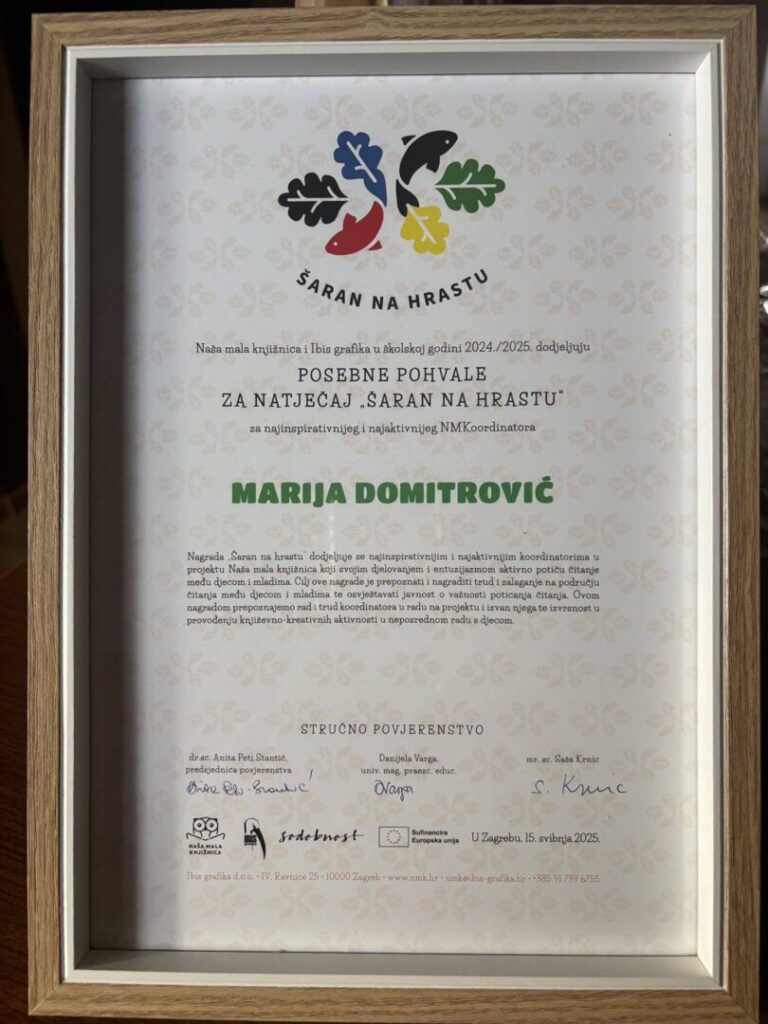 ŠARAN NA HRASTU
Naša mala knjižnica i Ibis grafika u školskoj godini 2024./2025. dodjeljuju
POSEBNE POHVALE
ZA NATJEČAJ „ŠARAN NA HRASTU“
za najinspirativnijeg i najaktivnijeg NMKoordinatora
MARIJA DOMITROVIĆ
Nagrada „Šaran na hrastu“ dodjeljuje se najinspirativnijim i najaktivnijim koordinatorima u
projektu Naša mala knjižnica koji svojim djelovanjem i entuzijazmom aktivno potiču čitanje
među djecom i mladima. Cilj ove nagrade je prepoznati i nagraditi trud i zalaganje na području
čitanja među djecom i mladima te osvještavati javnost o važnosti poticanja čitanja. Ovom
nagradom prepoznajemo rad i trud koordinatora u radu na projektu i izvan njega te izvrsnost u
provođenju književno-kreativnih aktivnosti u neposrednom radu s djecom.
STRUČNO POVJERENSTVO
dr.sc. Anita Peti Stantić,
predsjednica povjerenstva
Danijela Varga,
univ. mag. praesc. educ.
DVarga
mr. sc. Saša Krnic
S. Krnic
NAŠA MALA
KNJIŽNICA
IBIS
sodobnost
Sufinancira
Europska unija
U Zagrebu, 15. svibnja 2025.
Ibis grafika d.o.o. • IV. Ravnice 25 • 10000 Zagreb • www.nmk.hr • nmk@ibis-grafika.hr • +385 91 739 6755